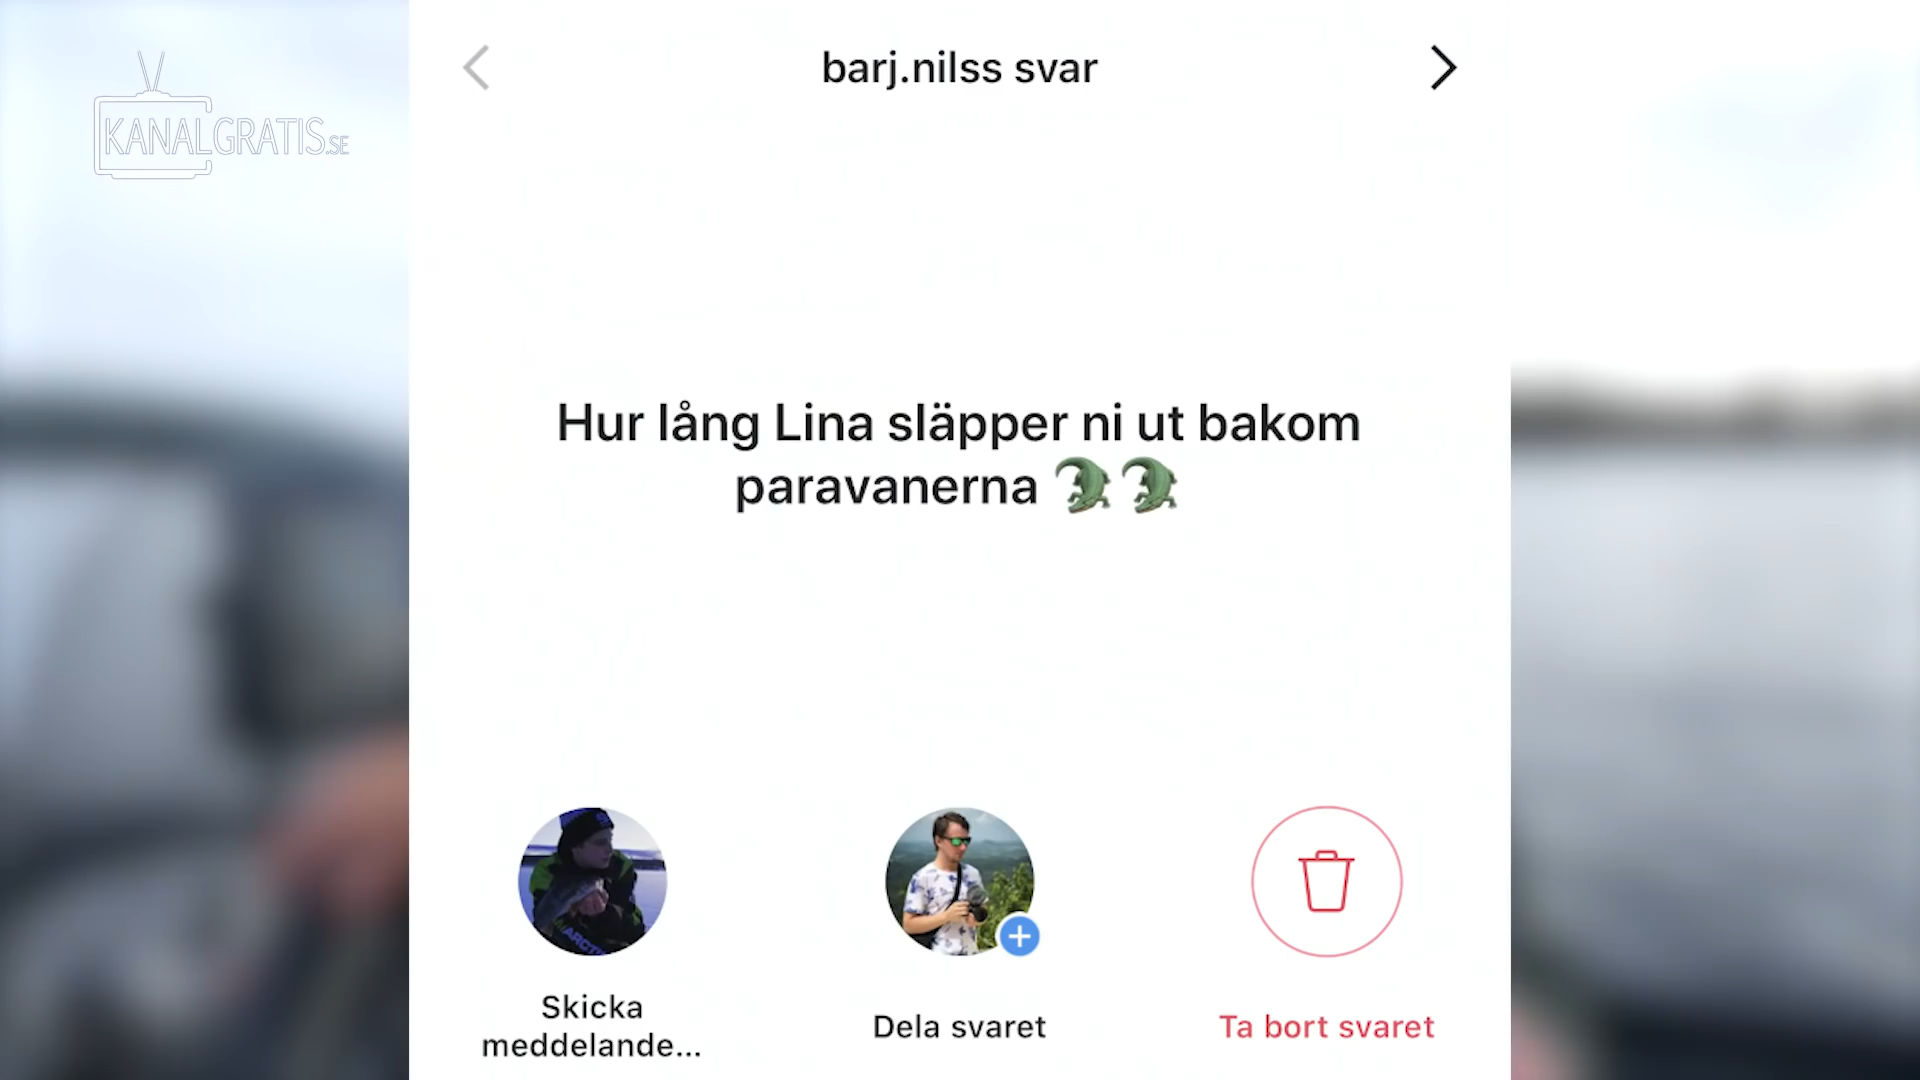 KANALGRATIS.SE
barj.nilss svar
Hur lång Lina släpper ni ut bakom
paravanerna 🐊🐊
Skicka
meddelande...
Dela svaret
Ta bort svaret